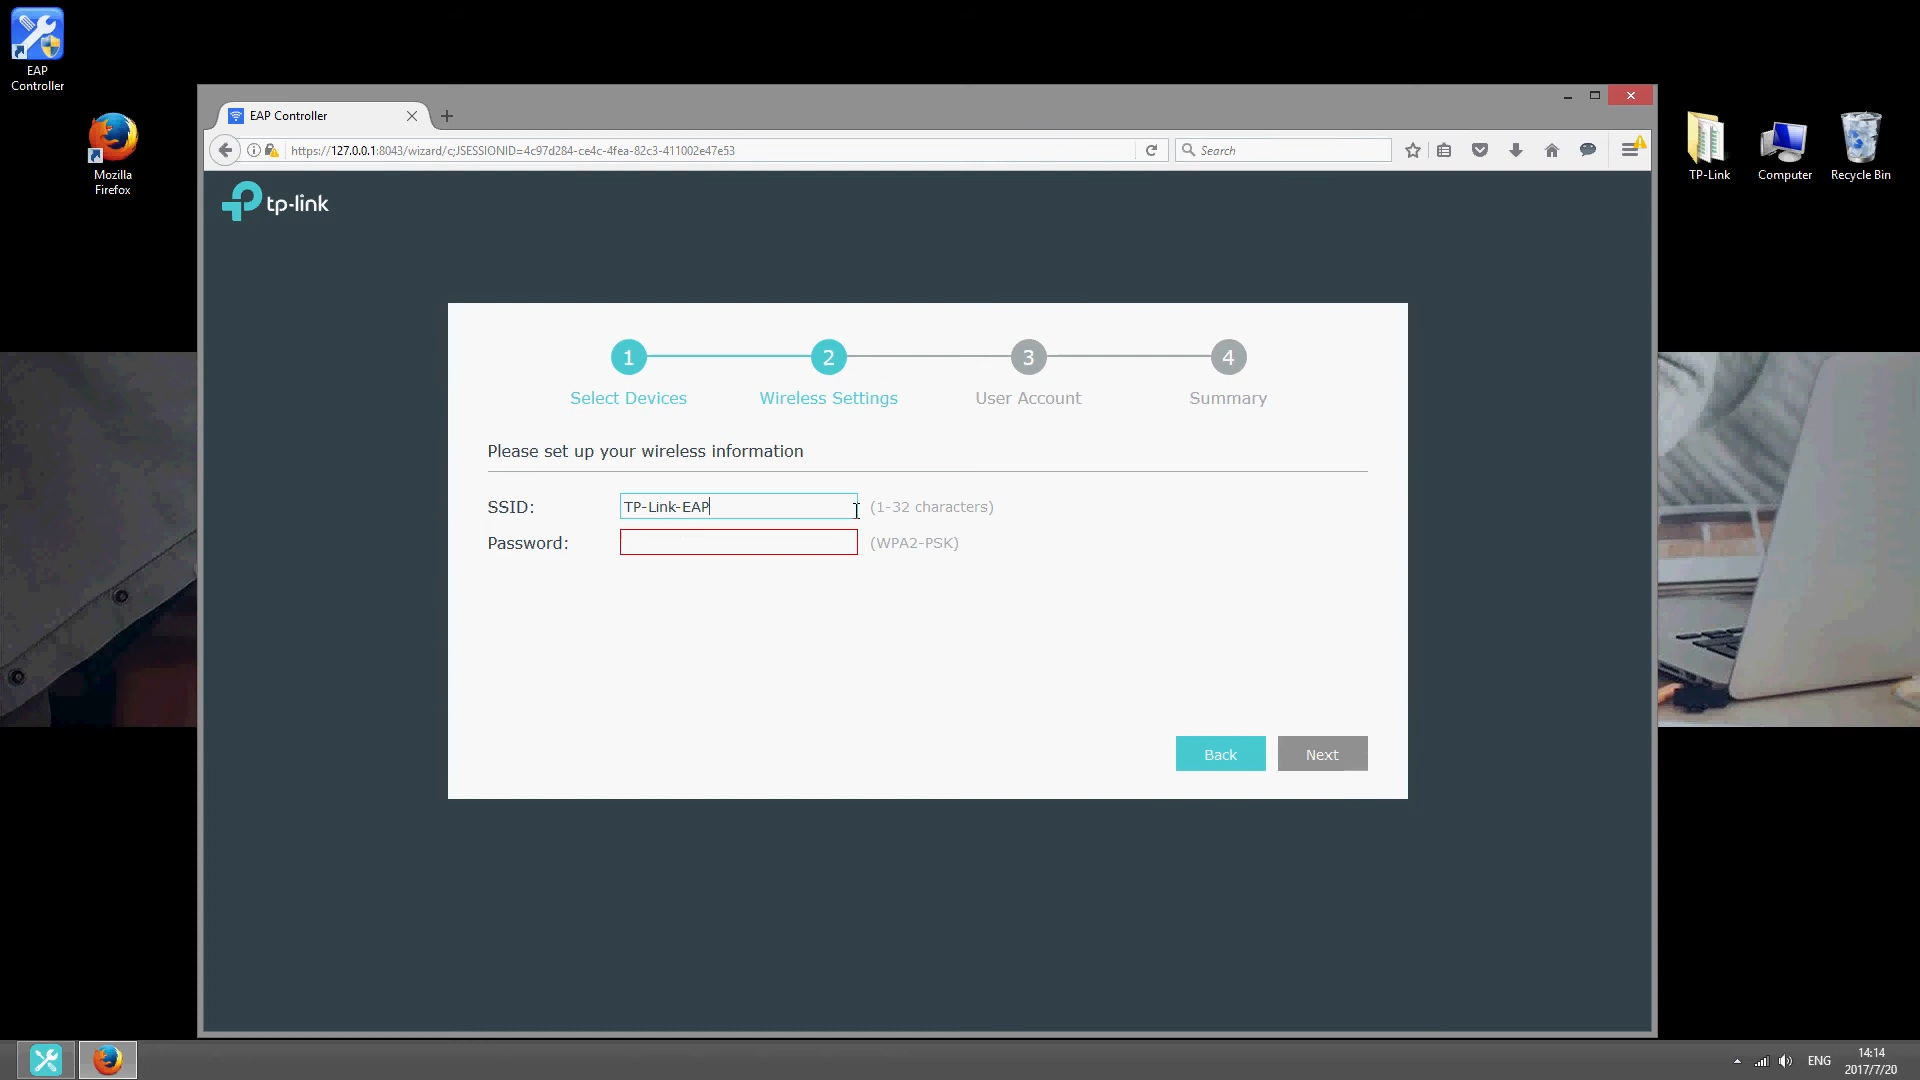 EAP
Controller
Mozilla
Firefox
EAP Controller
https://127.0.0.1:8043/wizard/c;JSESSIONID=4c97d284-ce4c-4fea-82c3-411002e47e53
Search
TP-Link
Computer
Recycle Bin
tp-link
1
2
3
4
Select Devices
Wireless Settings
User Account
Summary
Please set up your wireless information
SSID: TP-Link-EAP (1-32 characters)
Password: (WPA2-PSK)
Back
Next
ENG
14:14
2017/7/20